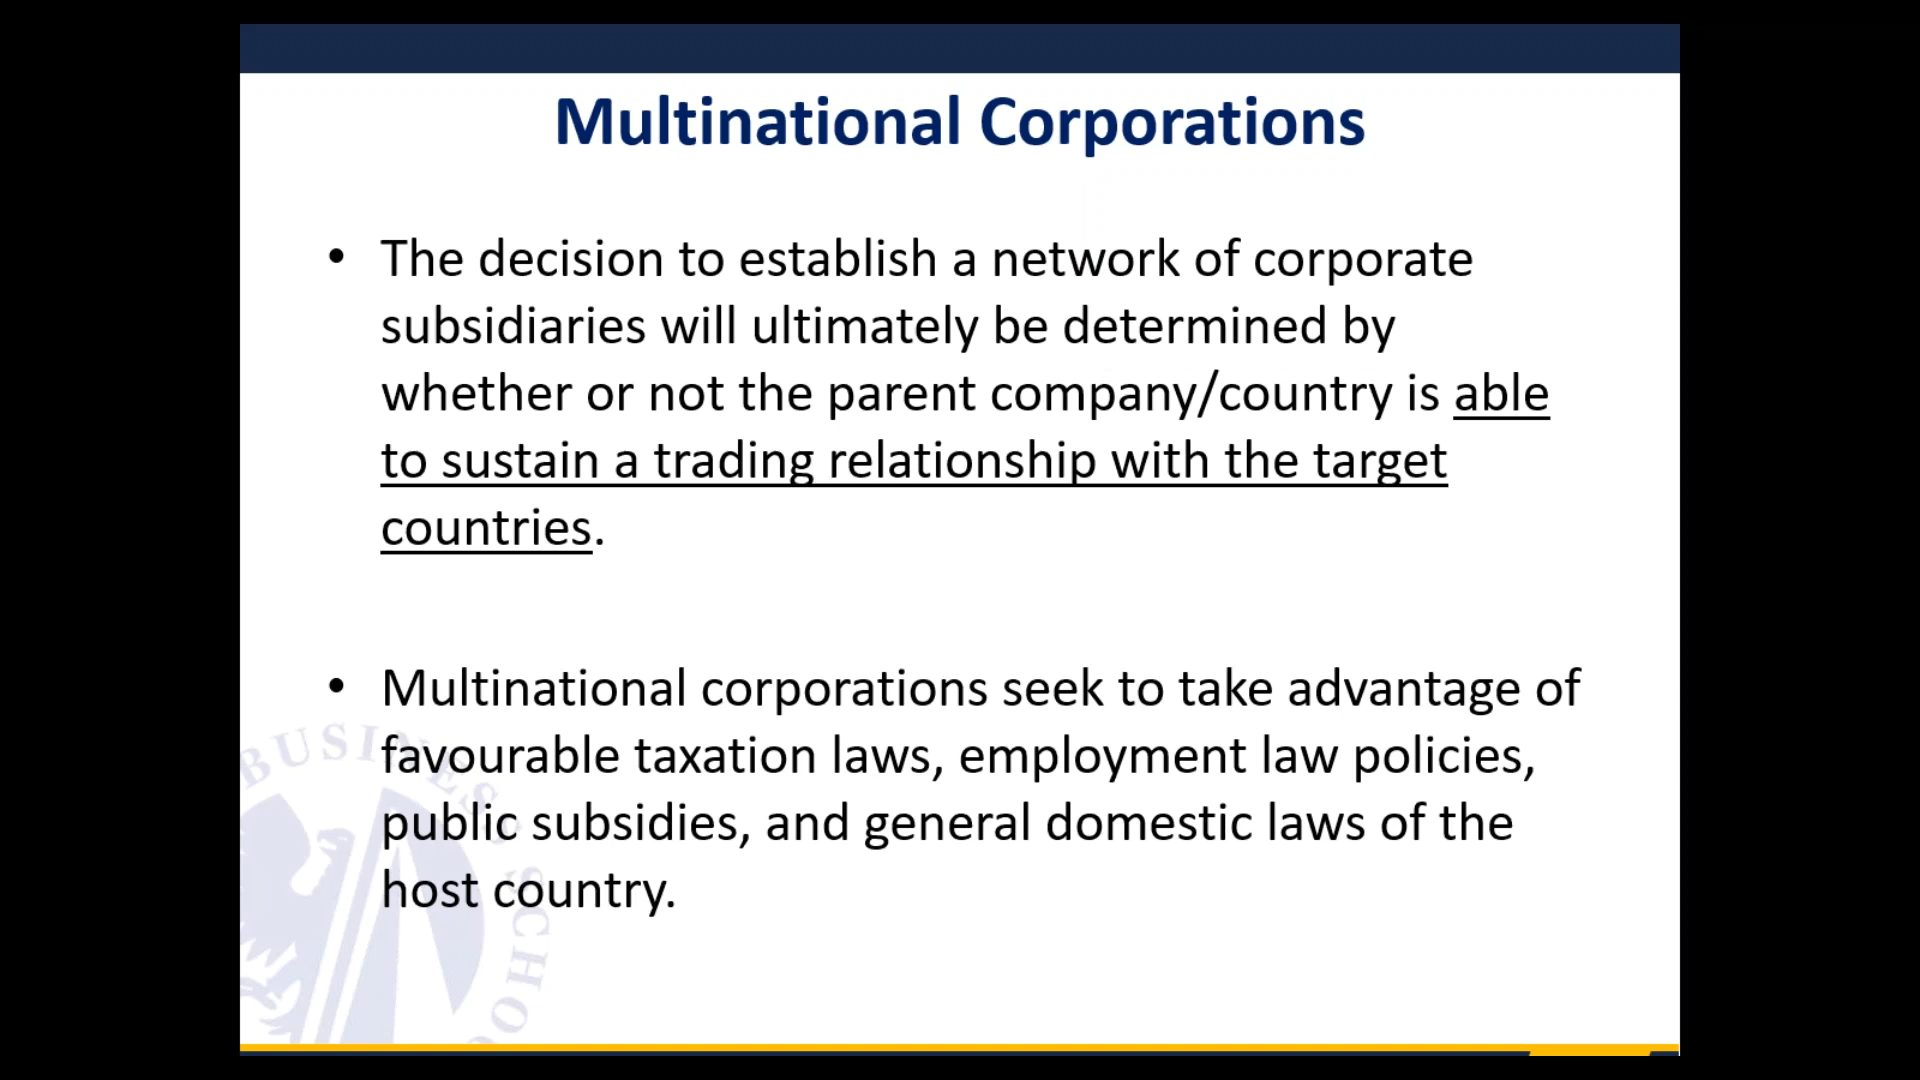 Multinational Corporations
• The decision to establish a network of corporate
subsidiaries will ultimately be determined by
whether or not the parent company/country is able
to sustain a trading relationship with the target
countries.
• Multinational corporations seek to take advantage of
favourable taxation laws, employment law policies,
public subsidies, and general domestic laws of the
host country.
BUSINESS SCHOO